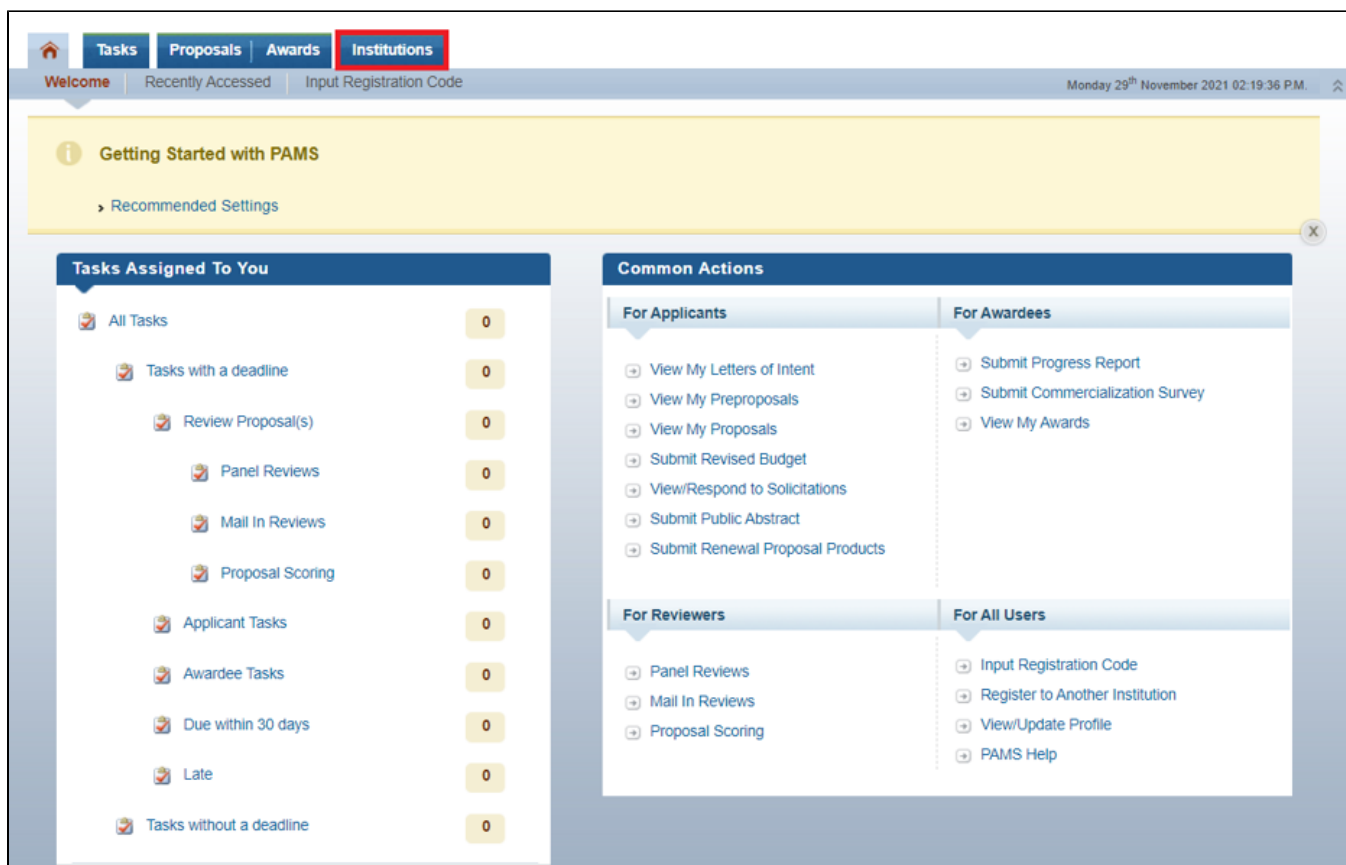 Tasks Proposals Awards Institutions
Welcome Recently Accessed Input Registration Code Monday 29th November 2021 02:19:36 P.M.
Getting Started with PAMS
Recommended Settings
X
Tasks Assigned To You
All Tasks 0
Tasks with a deadline 0
Review Proposal(s) 0
Panel Reviews 0
Mail In Reviews 0
Proposal Scoring 0
Applicant Tasks 0
Awardee Tasks 0
Due within 30 days 0
Late 0
Tasks without a deadline 0
Common Actions
For Applicants
View My Letters of Intent
View My Preproposals
View My Proposals
Submit Revised Budget
View/Respond to Solicitations
Submit Public Abstract
Submit Renewal Proposal Products
For Awardees
Submit Progress Report
Submit Commercialization Survey
View My Awards
For Reviewers
Panel Reviews
Mail In Reviews
Proposal Scoring
For All Users
Input Registration Code
Register to Another Institution
View/Update Profile
PAMS Help